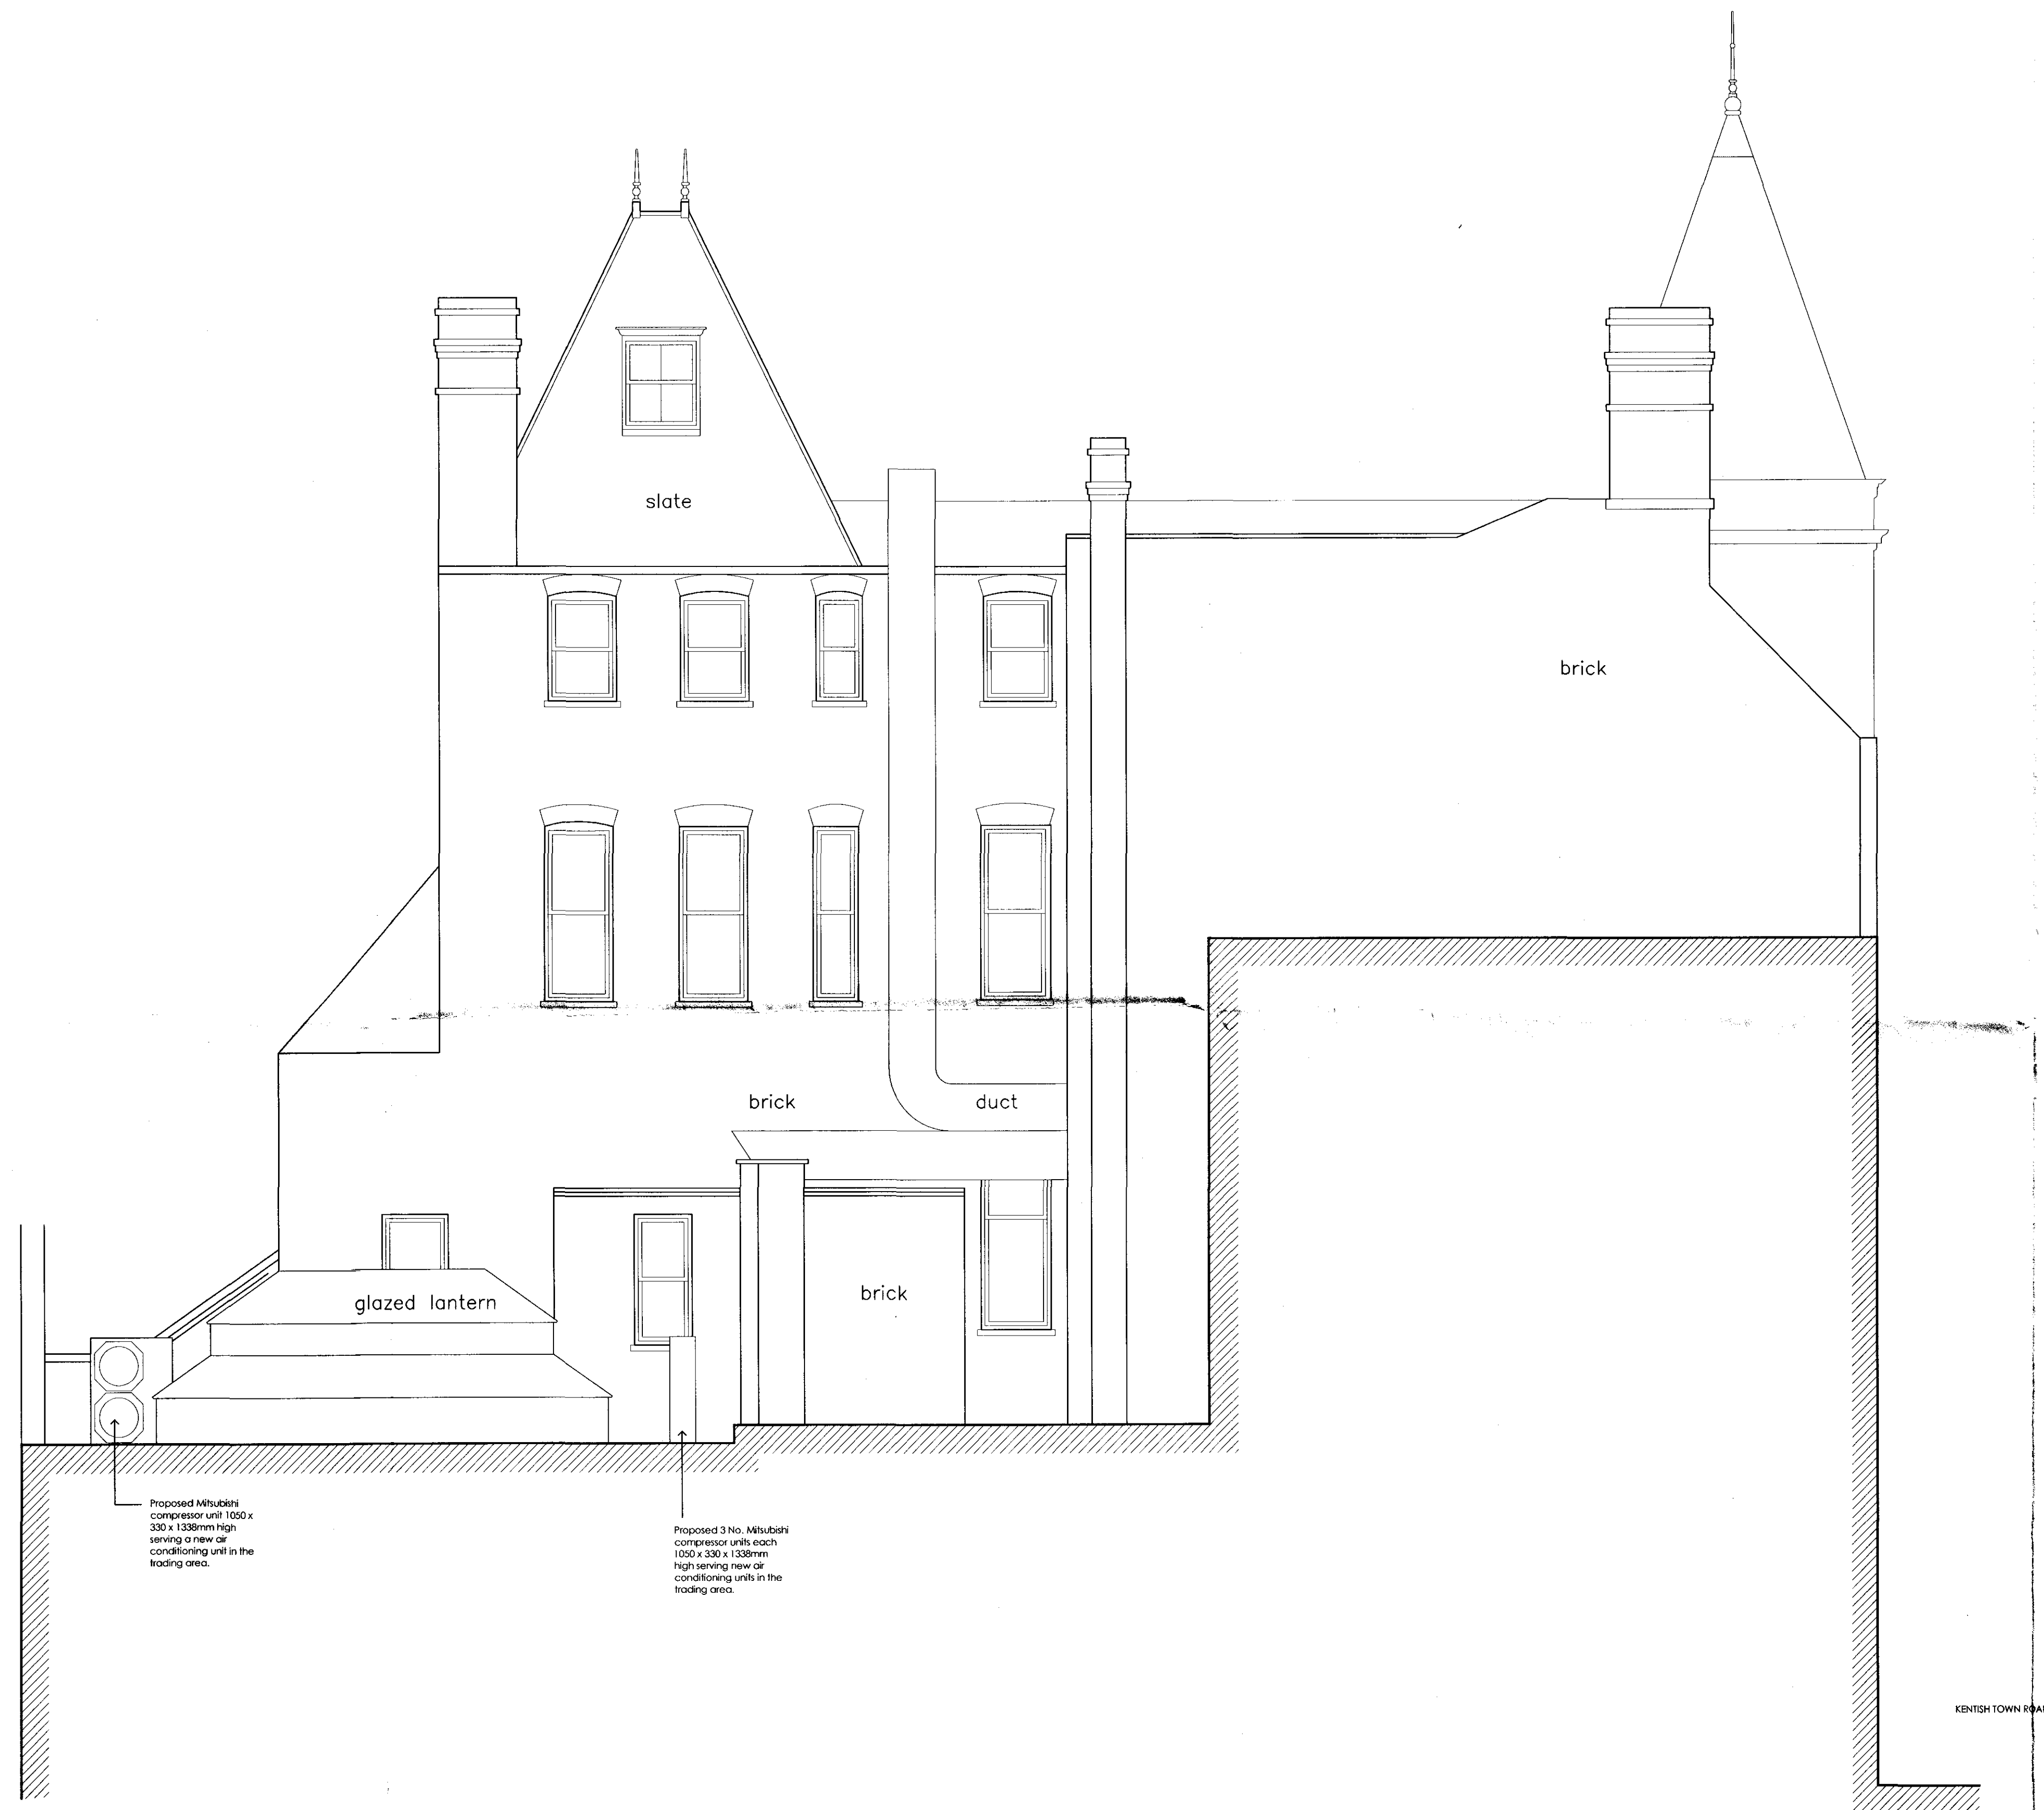 slate
brick
brick
duct
brick
glazed lantern
Proposed Mitsubishi
compressor unit 1050 x
330 x 1338mm high
serving a new air
conditioning unit in the
trading area.
Proposed 3 No. Mitsubishi
compressor units each
1050 x 330 x 1338mm
high serving new air
conditioning units in the
trading area.
KENTISH TOWN ROA